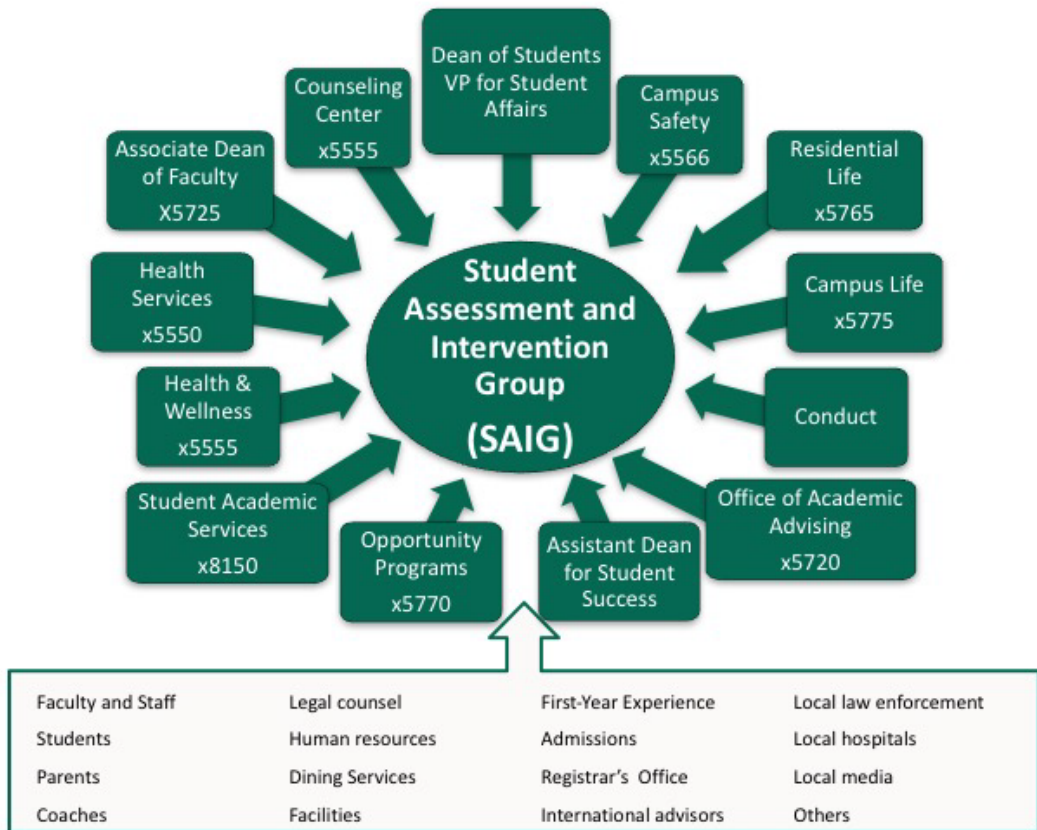 Dean of Students
VP for Student
Affairs
Counseling
Center
x5555
Campus
Safety
x5566
Associate Dean
of Faculty
X5725
Residential
Life
x5765
Health
Services
x5550
Student
Assessment and
Intervention
Group
(SAIG)
Campus Life
x5775
Health &
Wellness
x5555
Conduct
Student Academic
Services
x8150
Opportunity
Programs
x5770
Assistant Dean
for Student
Success
Office of Academic
Advising
x5720
Faculty and Staff
Students
Parents
Coaches
Legal counsel
Human resources
Dining Services
Facilities
First-Year Experience
Admissions
Registrar's Office
International advisors
Local law enforcement
Local hospitals
Local media
Others